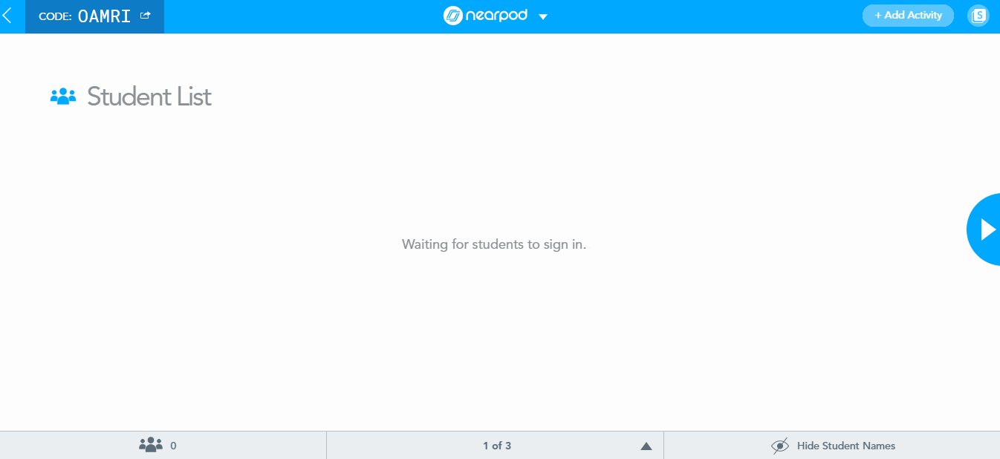 CODE: OAMRI
nearpod
+ Add Activity
S
Student List
Waiting for students to sign in.
0
1 of 3
Hide Student Names